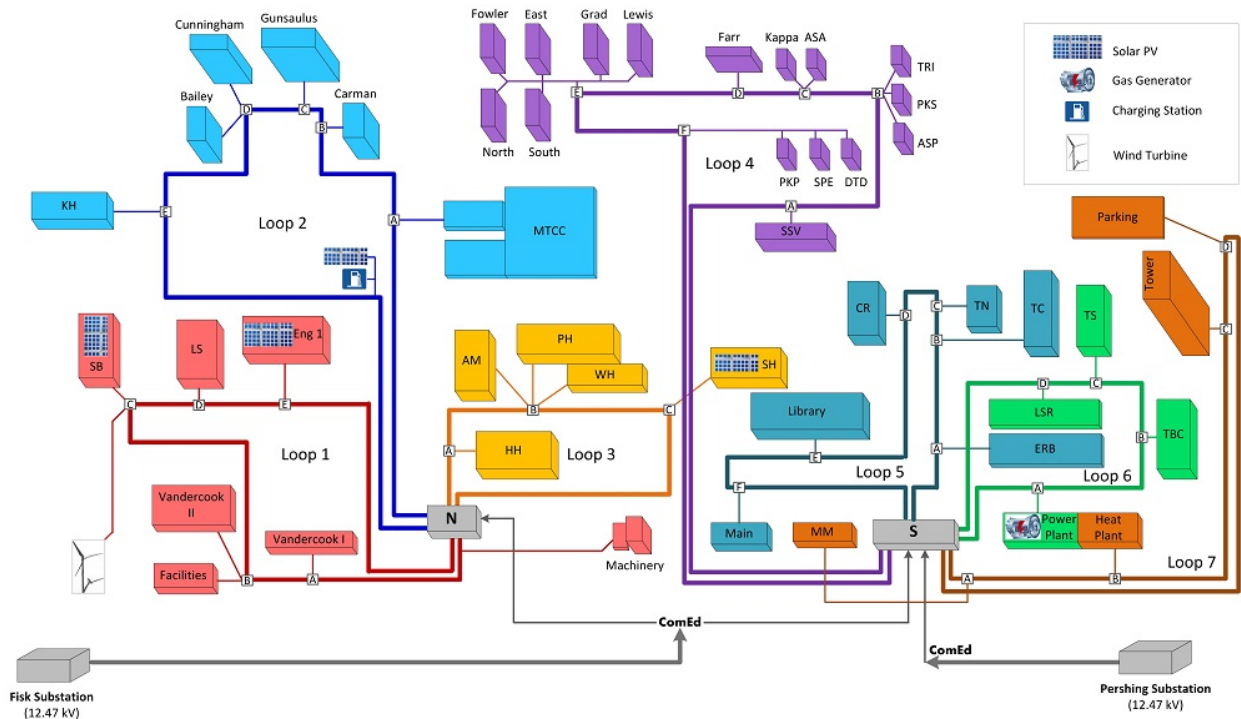 Fowler
East
Grad
Lewis
Cunningham
Gunsaulus
Farr
Kappa
ASA
TRI
Solar PV
Gas Generator
Charging Station
Wind Turbine
Bailey
D
C
Carman
B
E
D
C
B
PKS
ASP
North
South
F
Loop 4
PKP
SPE
DTD
KH
E
Loop 2
A
MTCC
A
SSV
Parking
D
Tower
C
SB
LS
Eng 1
C
D
E
Loop 1
AM
PH
WH
SH
B
C
A
HH
Loop 3
CR
D
C
TN
B
TC
TS
Library
E
Loop 5
F
A
ERB
D
C
LSR
B
TBC
Loop 6
A
Vandercook
II
Vandercook I
Facilities
B
A
N
Machinery
Main
MM
S
Power
Plant
Heat
Plant
A
B
Loop 7
ComEd
ComEd
Fisk Substation
(12.47 kV)
Pershing Substation
(12.47 kV)